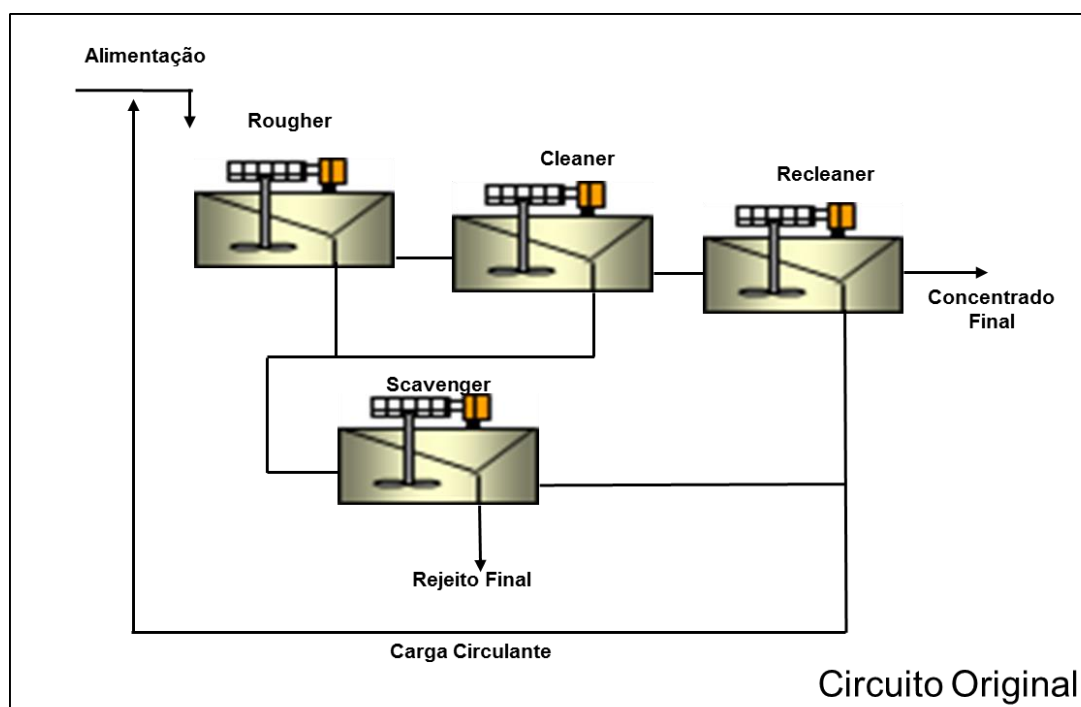 Alimentação
Rougher
Cleaner
Recleaner
Concentrado
Final
Scavenger
Rejeito Final
Carga Circulante
Circuito Original